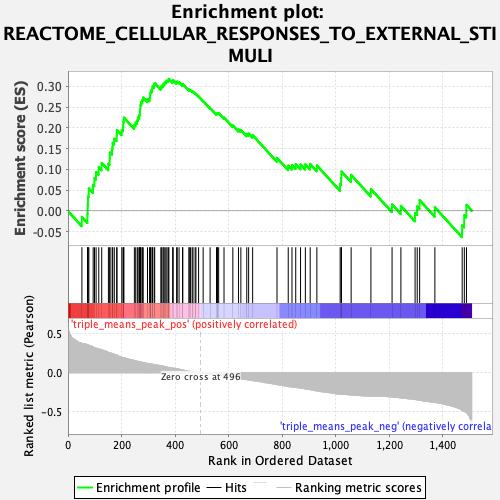 Enrichment plot:
REACTOME_CELLULAR_RESPONSES_TO_EXTERNAL_STI
MULI
Enrichment score (ES)
0.30
0.25
0.20
0.15
0.10
0.05
0.00
-0.05
'triple_means_peak_pos' (positively correlated)
Ranked list metric (Pearson)
0.5
0.0
-0.5
Zero cross at 496
'triple_means_peak_neg' (negatively correla
0
200
400
600
800
1,000
1,200
1,400
Rank in Ordered Dataset
Enrichment profile
Hits
Ranking metric scores